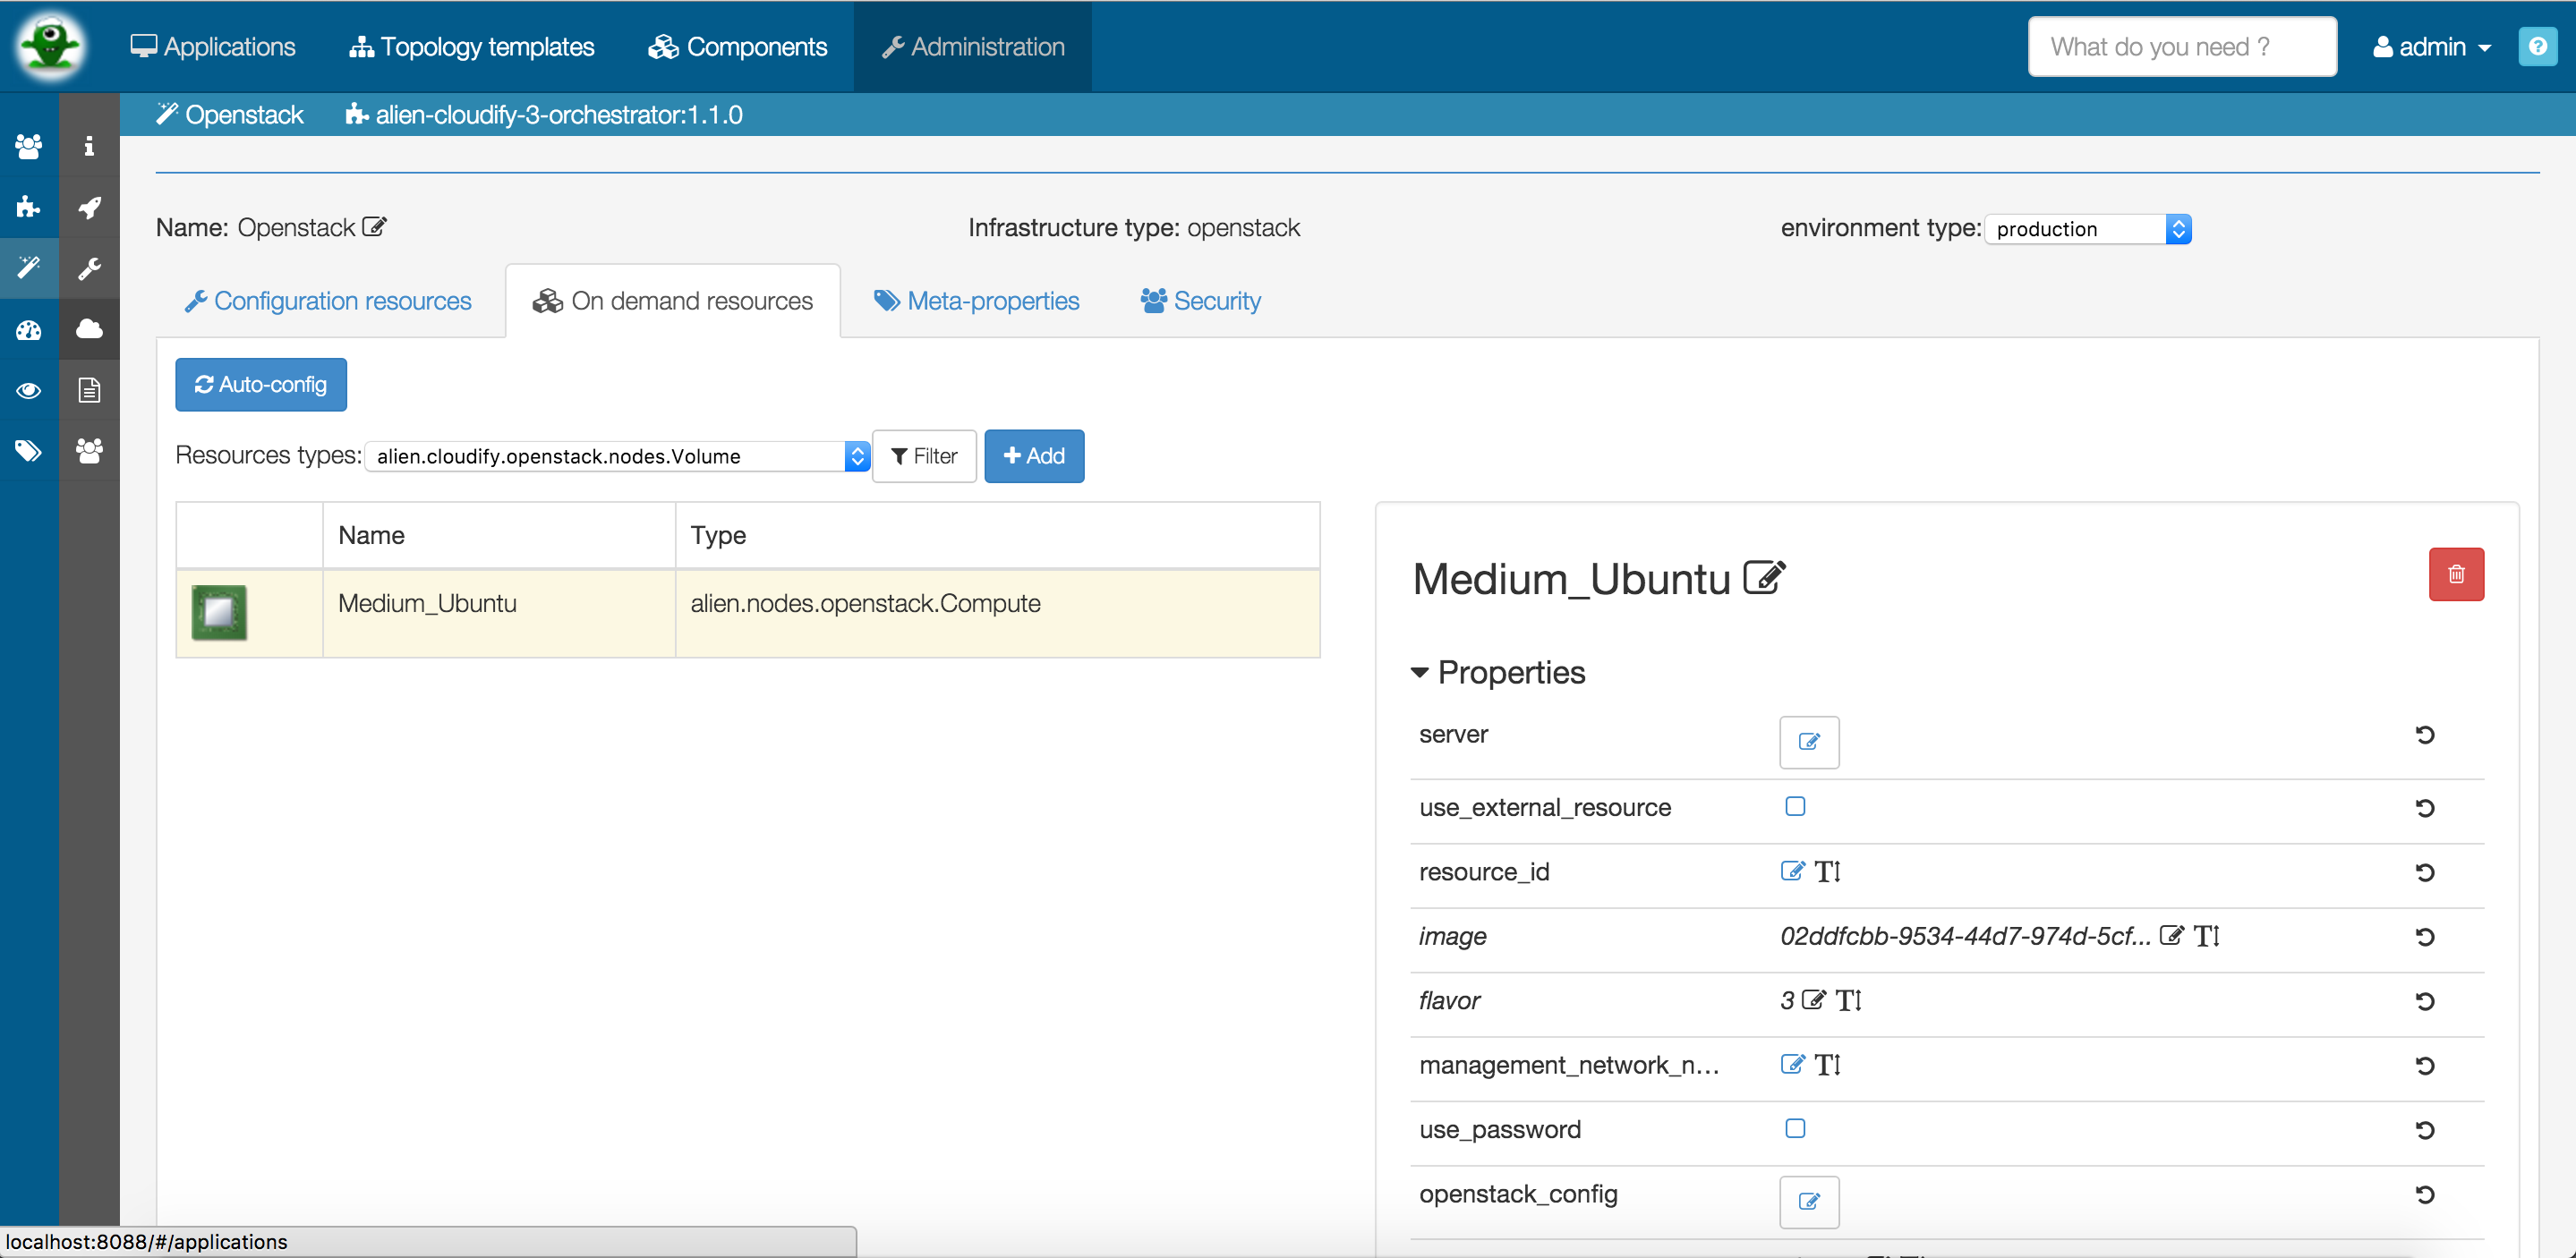 Applications Topology templates Components Administration What do you need ? admin
Openstack alien-cloudify-3-orchestrator:1.1.0
Name: Openstack Infrastructure type: openstack environment type: production
Configuration resources On demand resources Meta-properties Security
Auto-config
Resources types: alien.cloudify.openstack.nodes.Volume Filter Add
Name Type
Medium_Ubuntu alien.nodes.openstack.Compute
Medium_Ubuntu
Properties
server
use_external_resource
resource_id
image 02ddfcbb-9534-44d7-974d-5cf...
flavor 3
management_network_n...
use_password
openstack_config
localhost:8088/#/applications